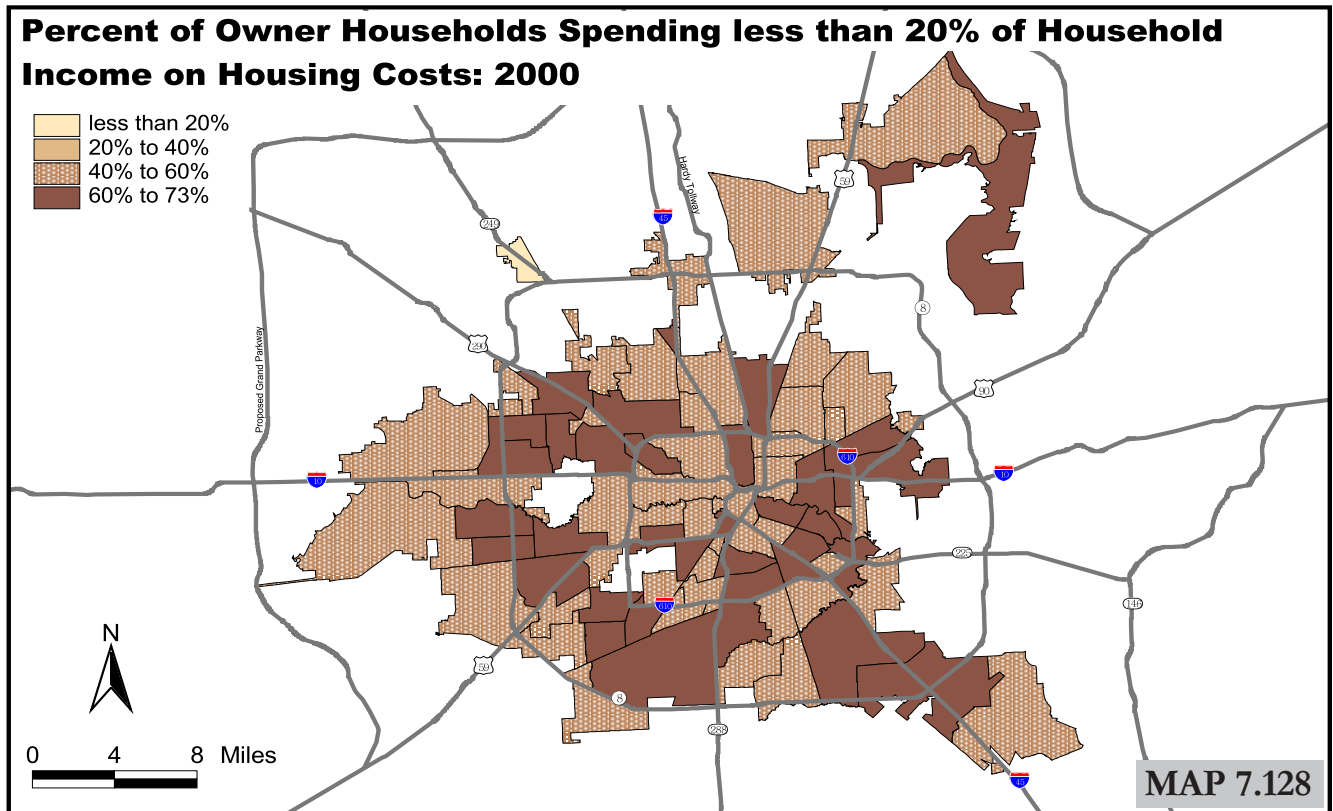 Percent of Owner Households Spending less than 20% of Household
Income on Housing Costs: 2000
less than 20%
20% to 40%
40% to 60%
60% to 73%
Hardy Tollway
59
45
249
8
290
Proposed Grand Parkway
90
610
10
10
225
146
610
N
59
8
288
0 4 8 Miles
45
MAP 7.128